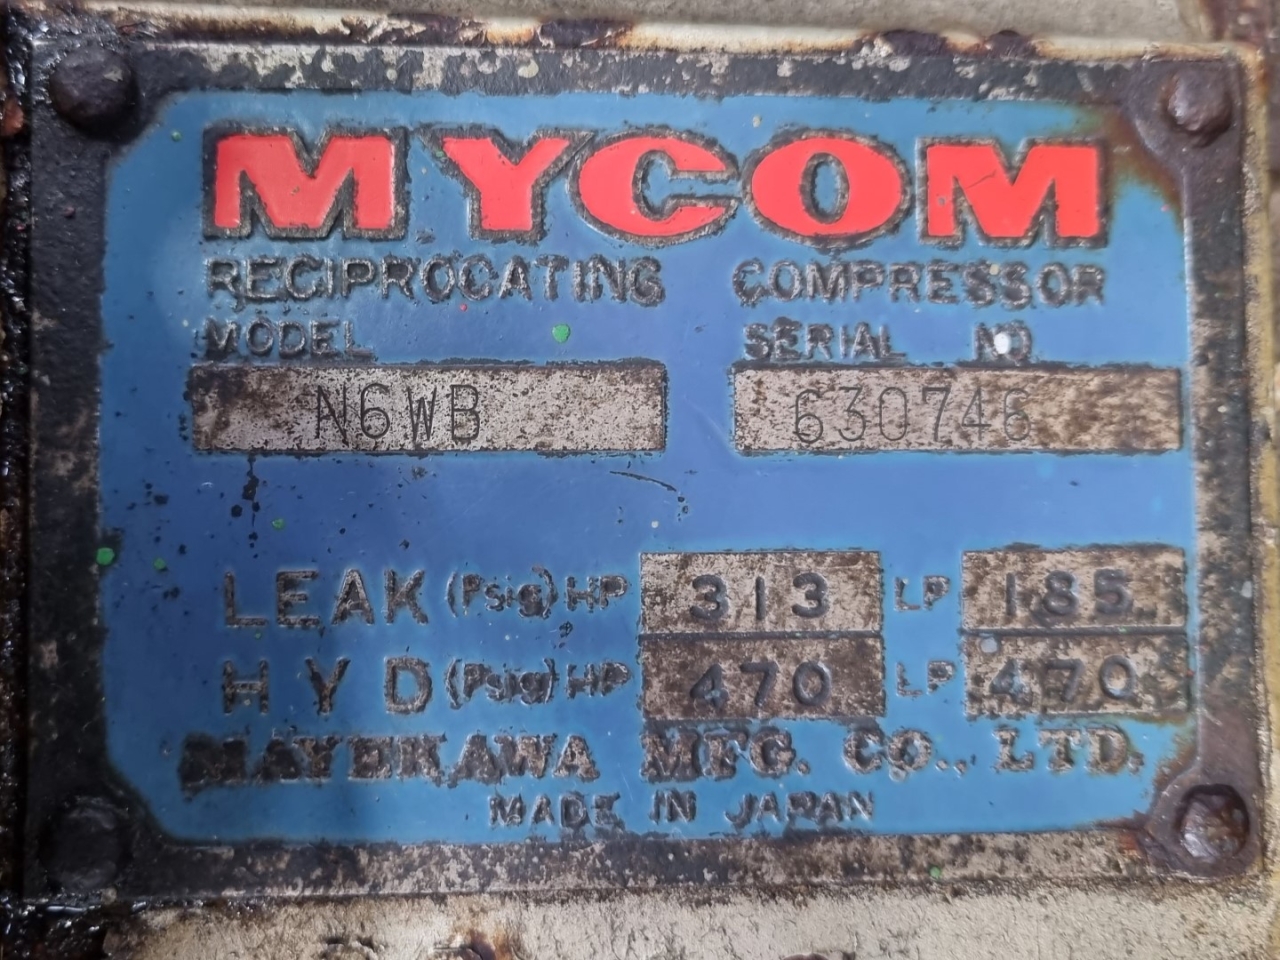 MYCOM
RECIPROCATING COMPRESSOR
MODEL SERIAL NO
N6WB 630746
LEAK (Psig) HP 313 LP 185
HYD (Psig) HP 470 LP 470
MAYEKAWA MFG. CO., LTD.
MADE IN JAPAN